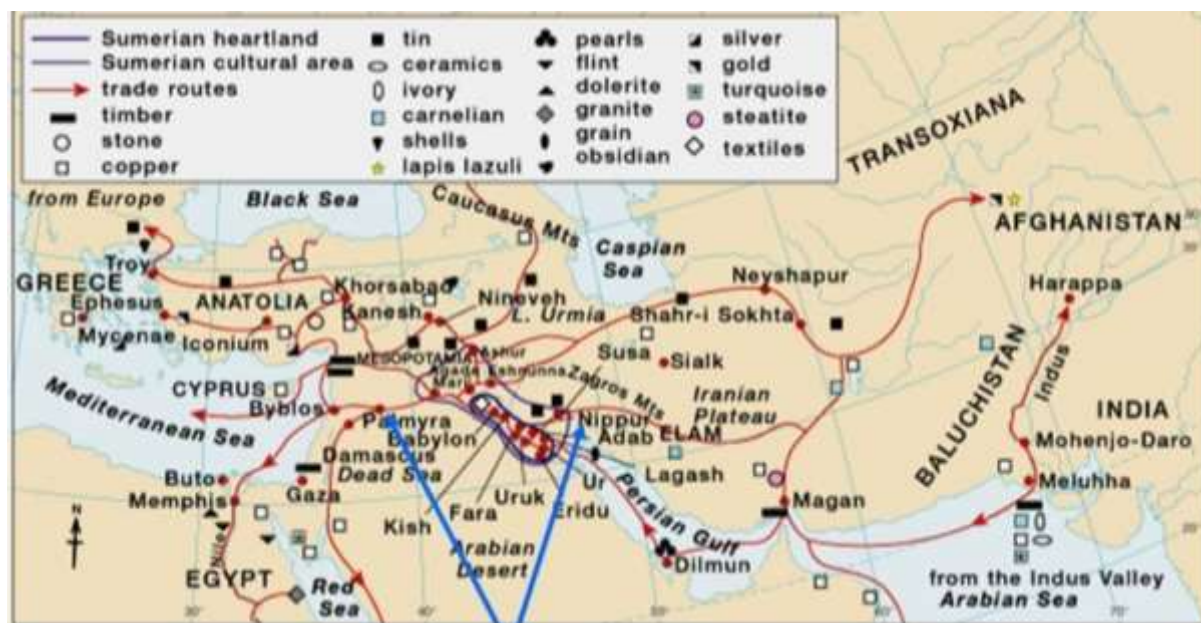 Sumerian heartland
Sumerian cultural area
trade routes
timber
stone
copper
tin
ceramics
ivory
carnelian
shells
lapis lazuli
pearls
flint
dolerite
granite
grain
obsidian
silver
gold
turquoise
steatite
textiles
TRANSOXIANA
from Europe
Black Sea
Caucasus Mts
Caspian
Sea
AFGHANISTAN
Troy
GREECE
Ephesus
ANATOLIA
Khorsabad
Kanesh
Nineveh
L. Urmia
Neyshapur
Shahr-i Sokhta
Harappa
Mycenae
Iconium
MESOPOTAMIA
Ashur
Agade
Eshnunna
Mari
Susa
Sialk
Zagros Mts
Iranian
Plateau
BALUCHISTAN
Indus
INDIA
CYPRUS
Mediterranean Sea
Byblos
Palmyra
Babylon
Nippur
Adab
ELAM
Mohenjo-Daro
Damascus
Dead Sea
Lagash
Buto
Memphis
Gaza
Uruk
Ur
Persian Gulf
Magan
Meluhha
Kish
Fara
Eridu
N
Nile
Arabian
Desert
Dilmun
EGYPT
Red
Sea
from the Indus Valley
Arabian Sea
30°
40°
60°
70°